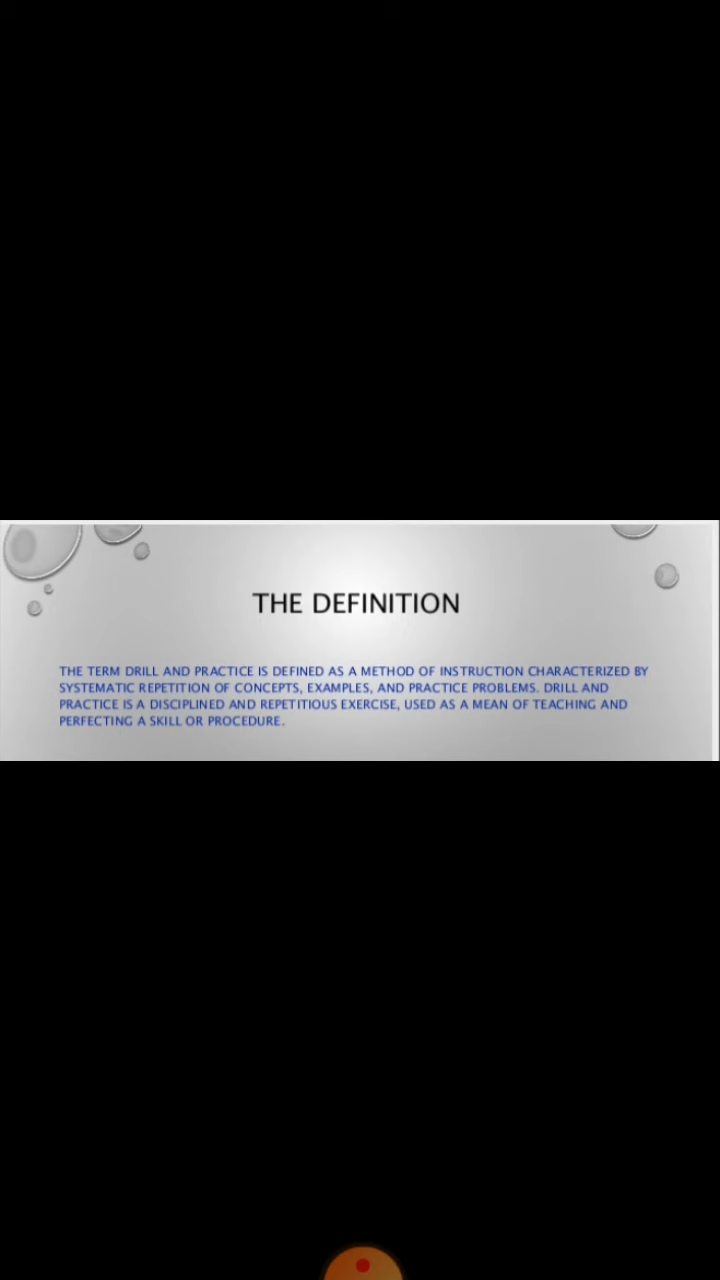 THE DEFINITION
THE TERM DRILL AND PRACTICE IS DEFINED AS A METHOD OF INSTRUCTION CHARACTERIZED BY
SYSTEMATIC REPETITION OF CONCEPTS, EXAMPLES, AND PRACTICE PROBLEMS. DRILL AND
PRACTICE IS A DISCIPLINED AND REPETITIOUS EXERCISE, USED AS A MEAN OF TEACHING AND
PERFECTING A SKILL OR PROCEDURE.